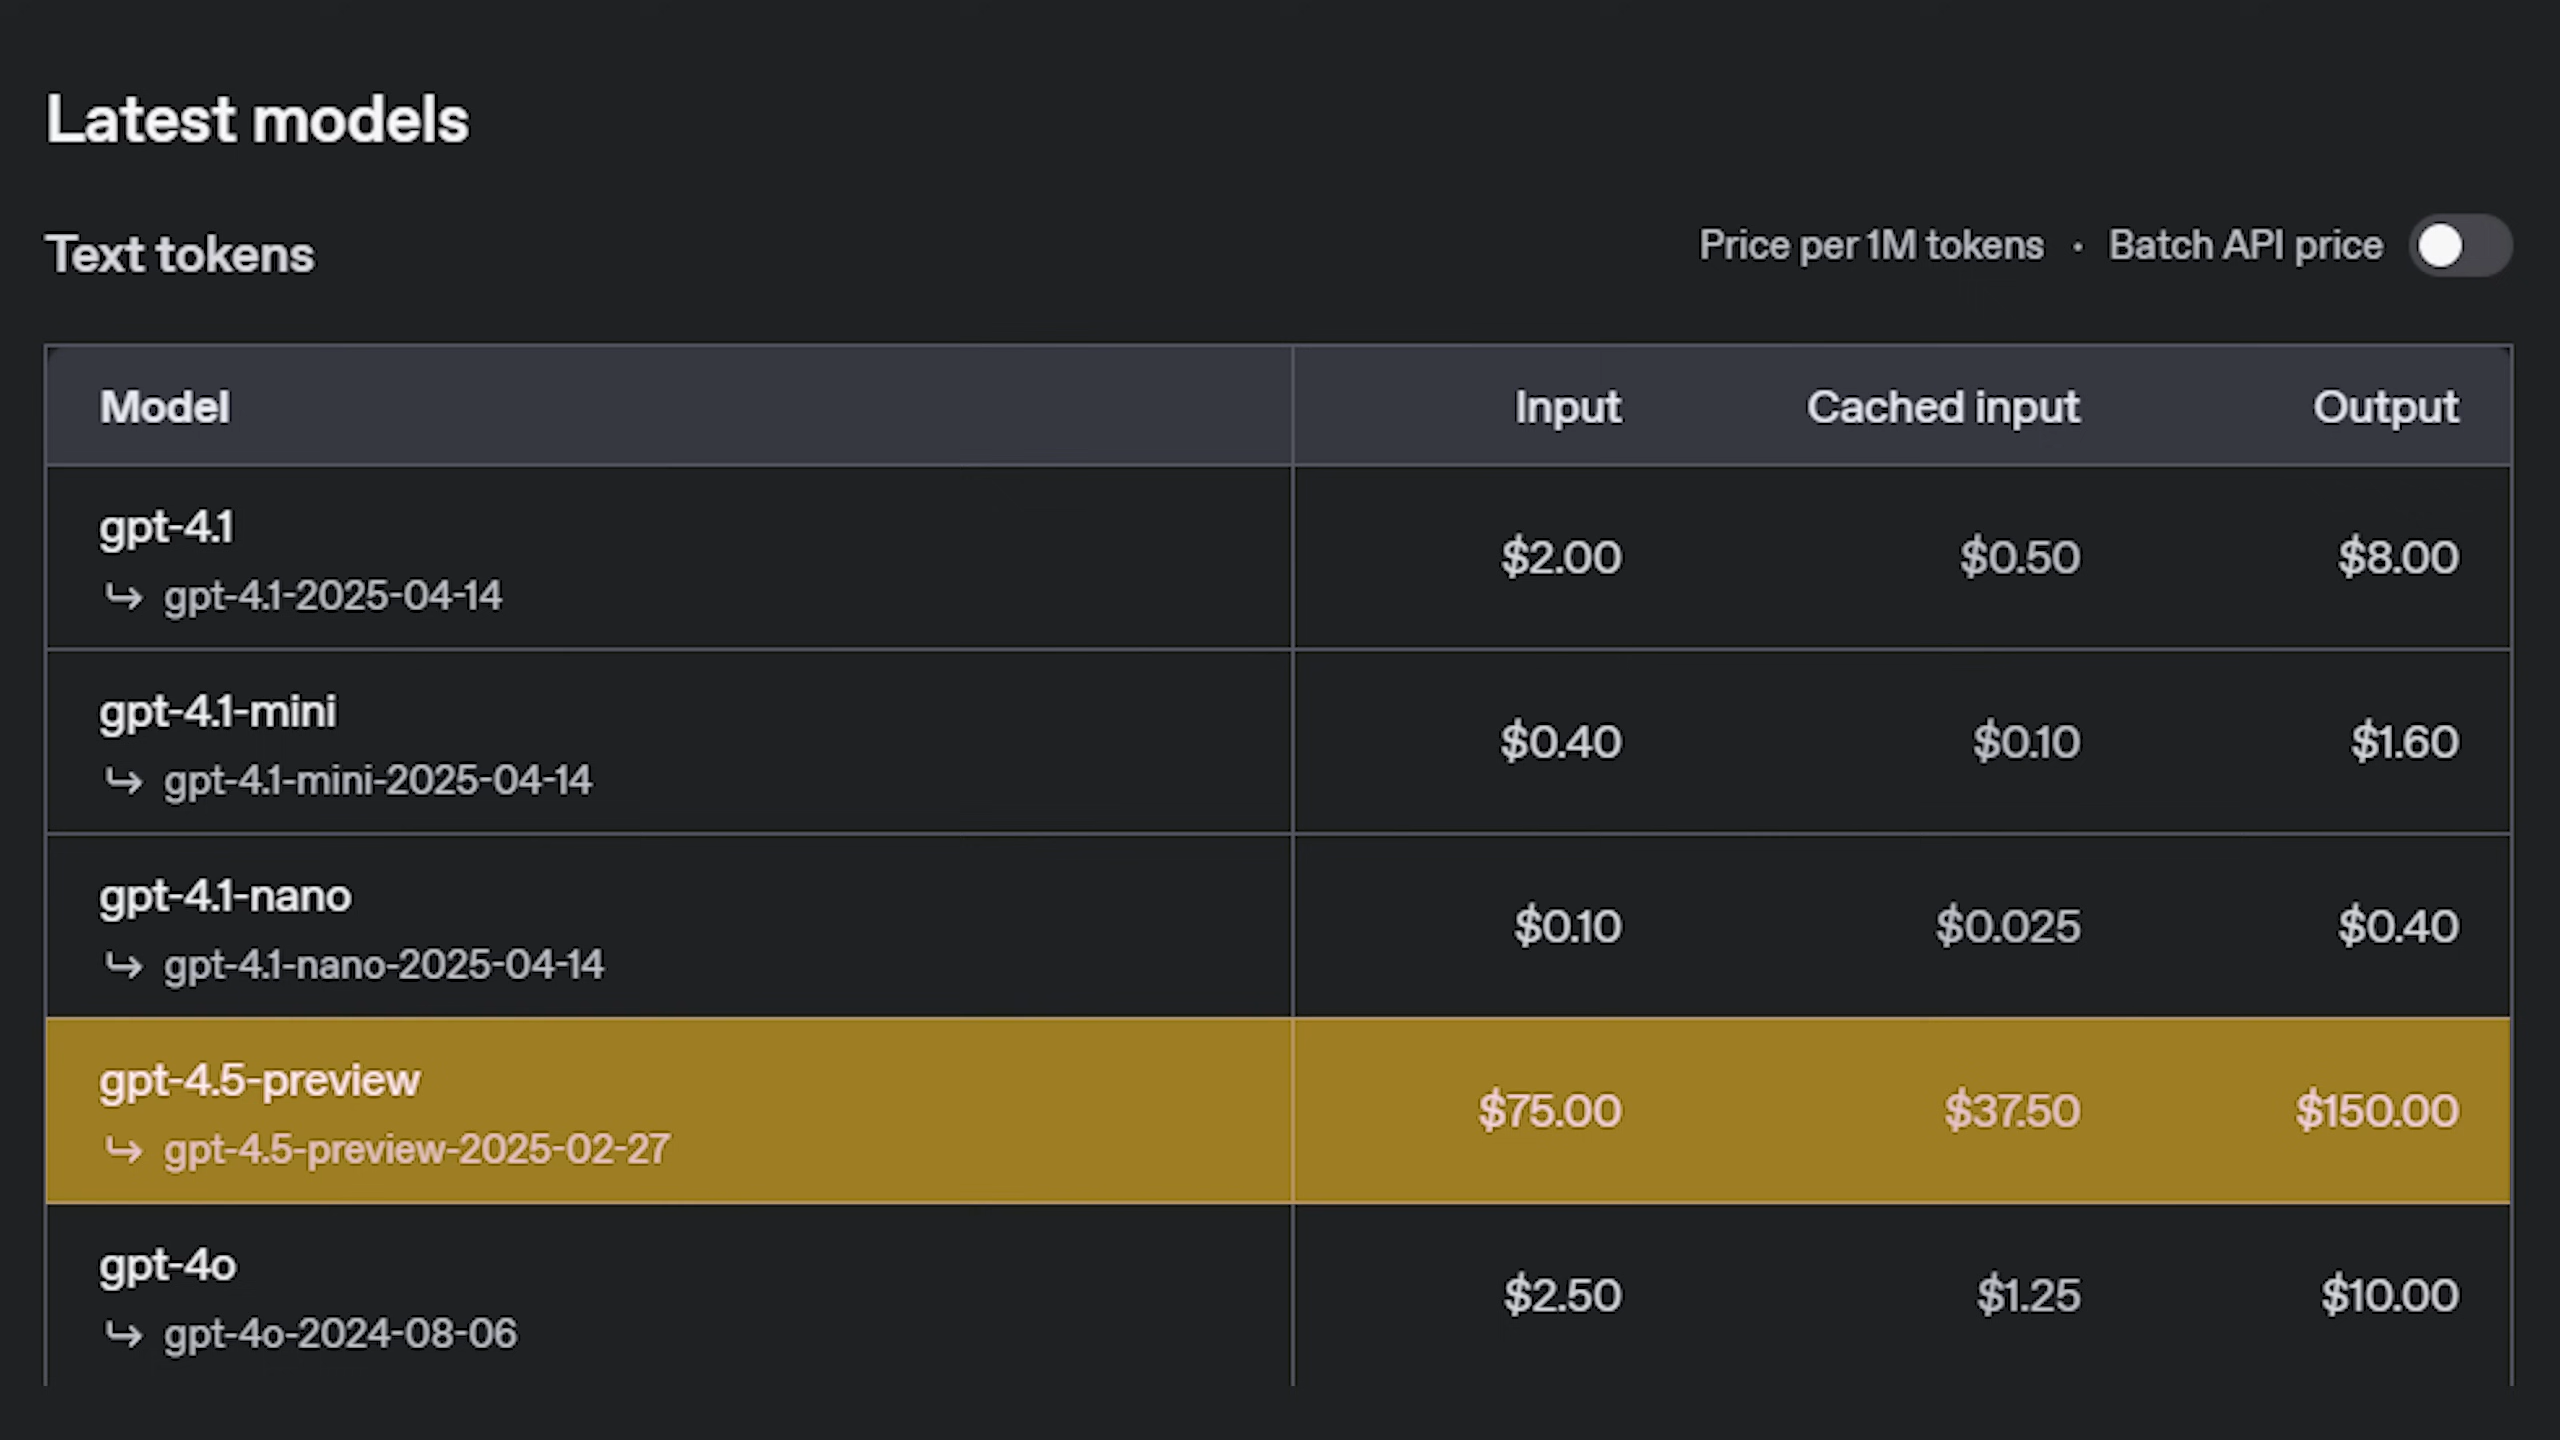 Latest models
Text tokens
Price per 1M tokens · Batch API price
Model Input Cached input Output
gpt-4.1
↳ gpt-4.1-2025-04-14
$2.00 $0.50 $8.00
gpt-4.1-mini
↳ gpt-4.1-mini-2025-04-14
$0.40 $0.10 $1.60
gpt-4.1-nano
↳ gpt-4.1-nano-2025-04-14
$0.10 $0.025 $0.40
gpt-4.5-preview
↳ gpt-4.5-preview-2025-02-27
$75.00 $37.50 $150.00
gpt-4o
↳ gpt-4o-2024-08-06
$2.50 $1.25 $10.00